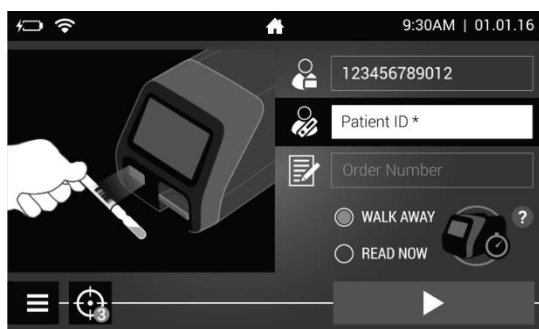 9:30AM | 01.01.16
123456789012
Patient ID *
Order Number
WALK AWAY
?
READ NOW
3